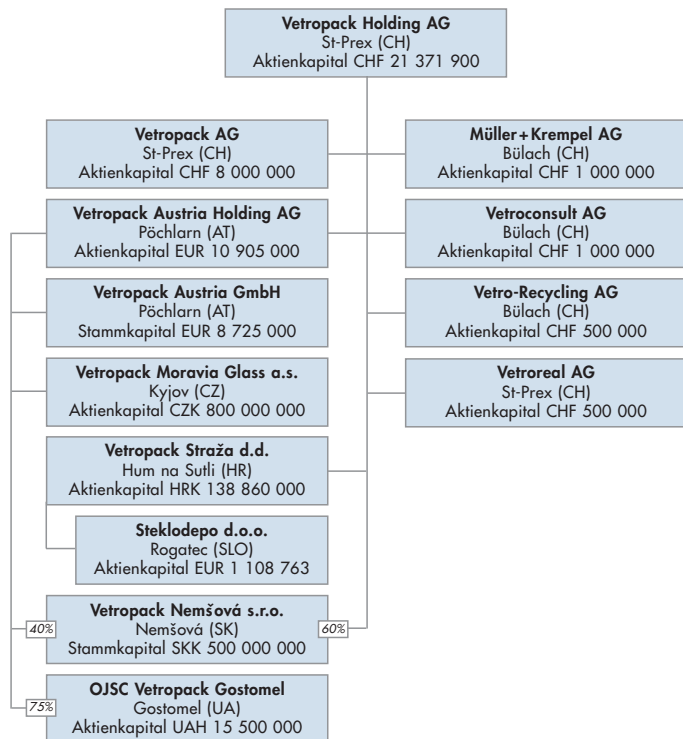 Vetropack Holding AG
St-Prex (CH)
Aktienkapital CHF 21 371 900
Vetropack AG
St-Prex (CH)
Aktienkapital CHF 8 000 000
Müller+Krempel AG
Bülach (CH)
Aktienkapital CHF 1 000 000
Vetropack Austria Holding AG
Pöchlarn (AT)
Aktienkapital EUR 10 905 000
Vetroconsult AG
Bülach (CH)
Aktienkapital CHF 1 000 000
Vetropack Austria GmbH
Pöchlarn (AT)
Stammkapital EUR 8 725 000
Vetro-Recycling AG
Bülach (CH)
Aktienkapital CHF 500 000
Vetropack Moravia Glass a.s.
Kyjov (CZ)
Aktienkapital CZK 800 000 000
Vetroreal AG
St-Prex (CH)
Aktienkapital CHF 500 000
Vetropack Straža d.d.
Hum na Sutli (HR)
Aktienkapital HRK 138 860 000
Steklodepo d.o.o.
Rogatec (SLO)
Aktienkapital EUR 1 108 763
Vetropack Nemšová s.r.o.
40% Nemšová (SK) 60%
Stammkapital SKK 500 000 000
OJSC Vetropack Gostomel
75% Gostomel (UA)
Aktienkapital UAH 15 500 000